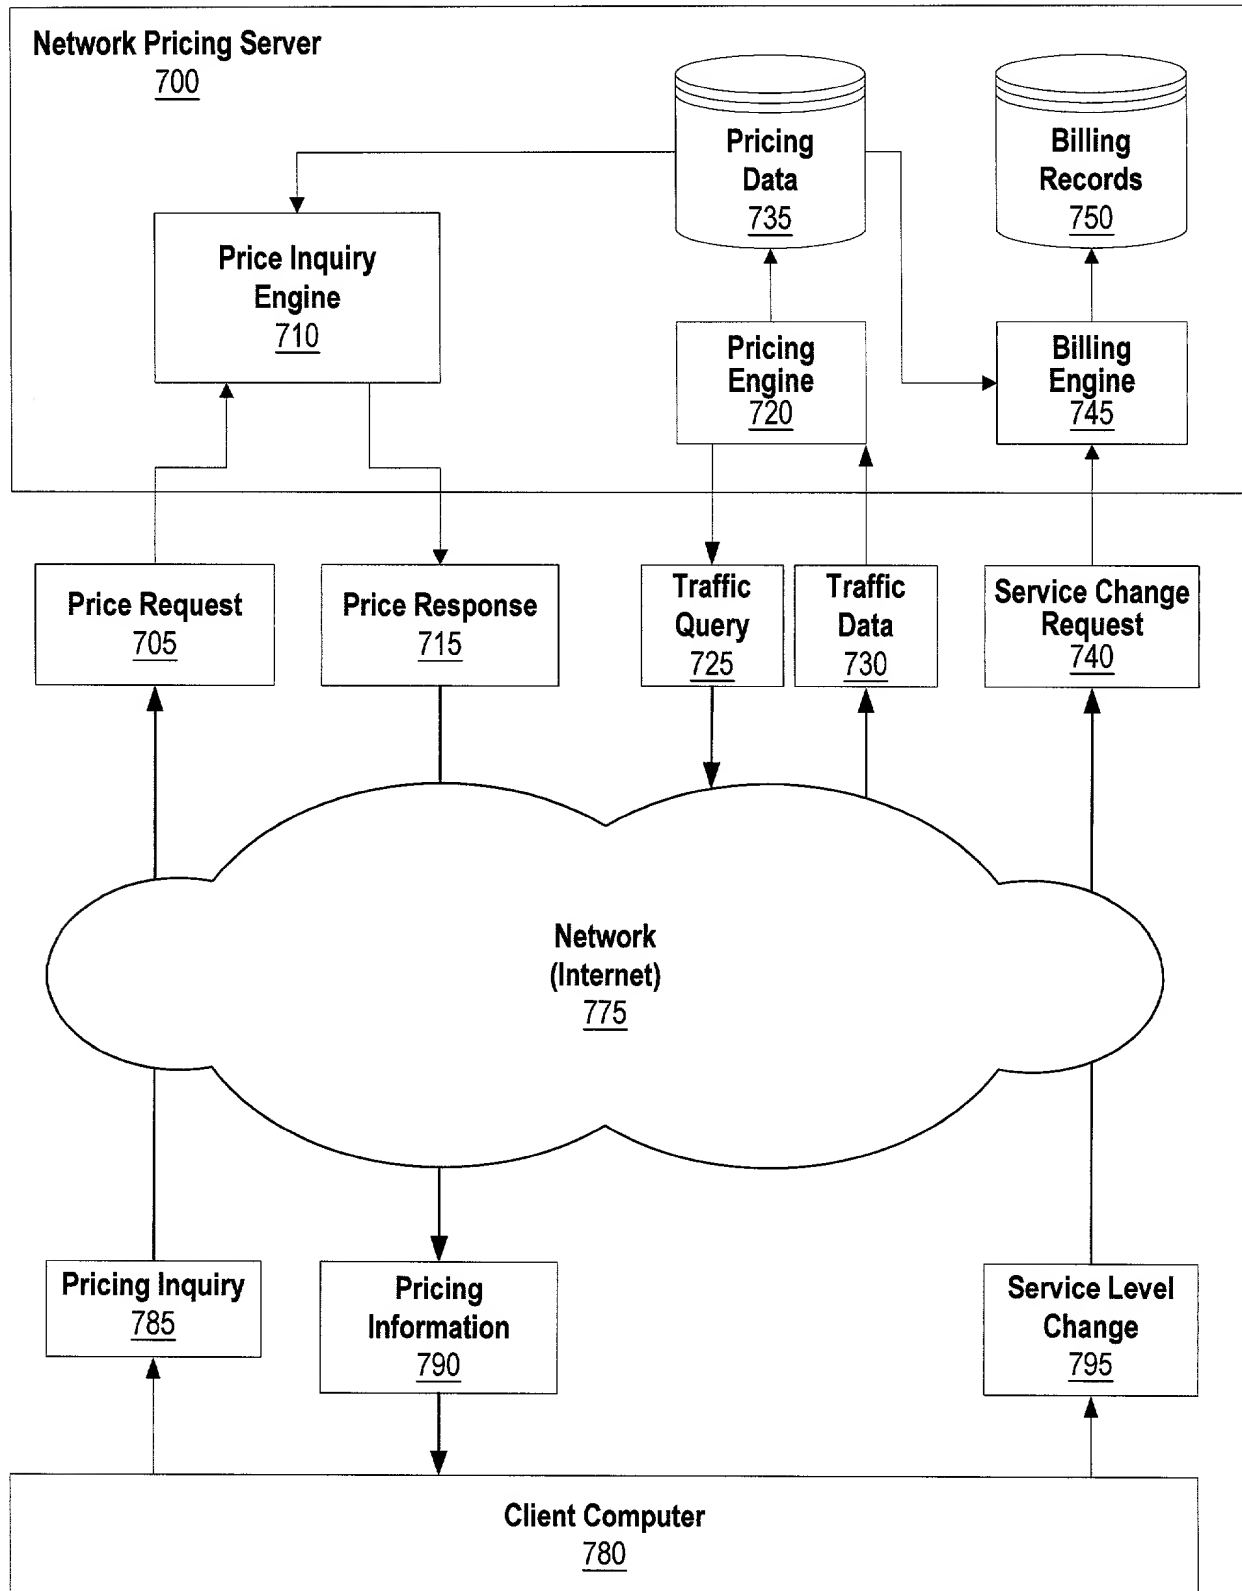 Network Pricing Server
700
Pricing
Data
735
Billing
Records
750
Price Inquiry
Engine
710
Pricing
Engine
720
Billing
Engine
745
Price Request
705
Price Response
715
Traffic
Query
725
Traffic
Data
730
Service Change
Request
740
Network
(Internet)
775
Pricing Inquiry
785
Pricing
Information
790
Service Level
Change
795
Client Computer
780